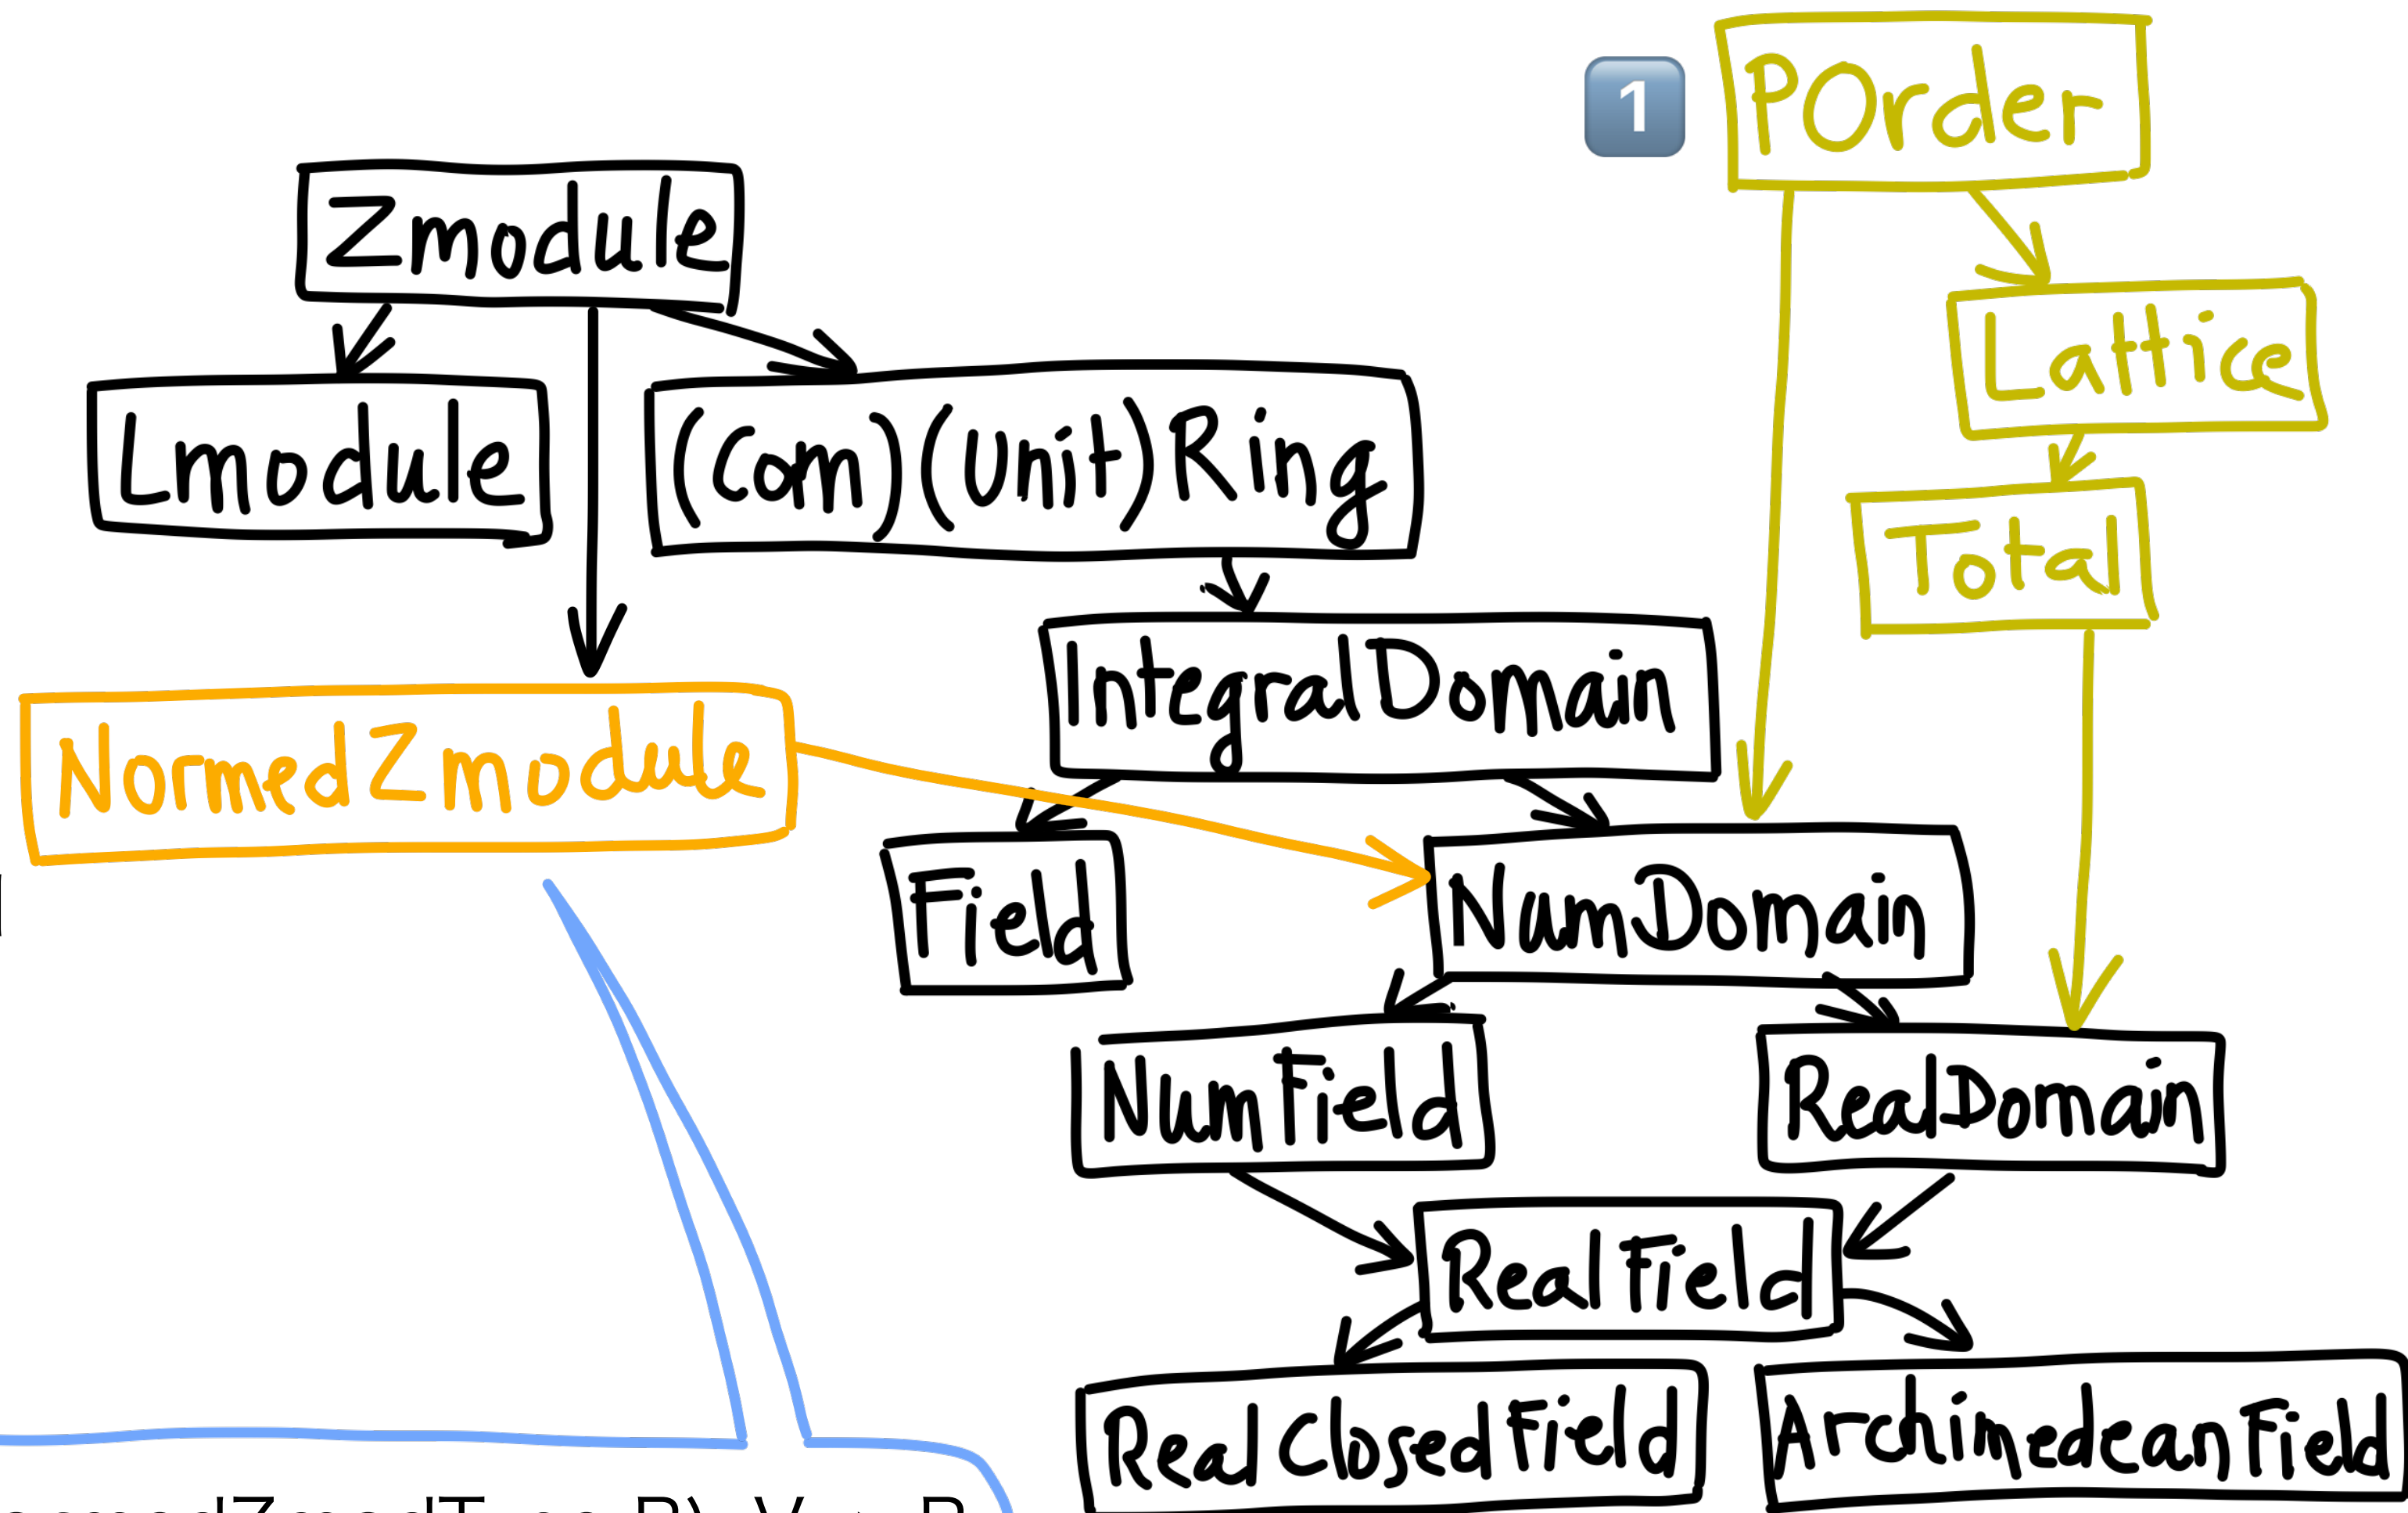 1
POrder
Zmodule
Lattice
Lmodule
(Com)(Unit)Ring
Total
IntegralDomain
NormedZmodule
Field
NumDomain
NumField
RealDomain
RealField
RealClosedField
ArchimedeanField